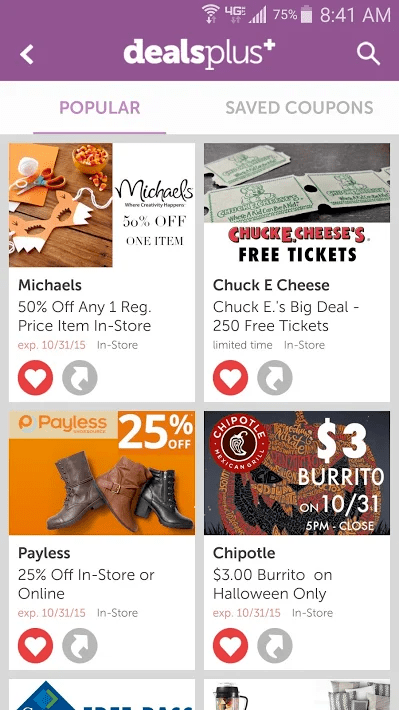 4G 75% 8:41 AM
dealsplus+
POPULAR
SAVED COUPONS
Michaels
Where Creativity Happens
50% OFF
ONE ITEM
Michaels
50% Off Any 1 Reg.
Price Item In-Store
exp. 10/31/15 In-Store
CHUCK E. CHEESE'S
CHUCK E. CHEESE'S
FREE TICKETS
Chuck E Cheese
Chuck E.'s Big Deal -
250 Free Tickets
limited time In-Store
Payless
25%
OFF
Payless
25% Off In-Store or
Online
exp. 10/31/15 In-Store
CHIPOTLE
MEXICAN GRILL
$3
BURRITO
ON 10/31
5PM - CLOSE
Chipotle
$3.00 Burrito on
Halloween Only
exp. 10/31/15 In-Store
FREE PASS